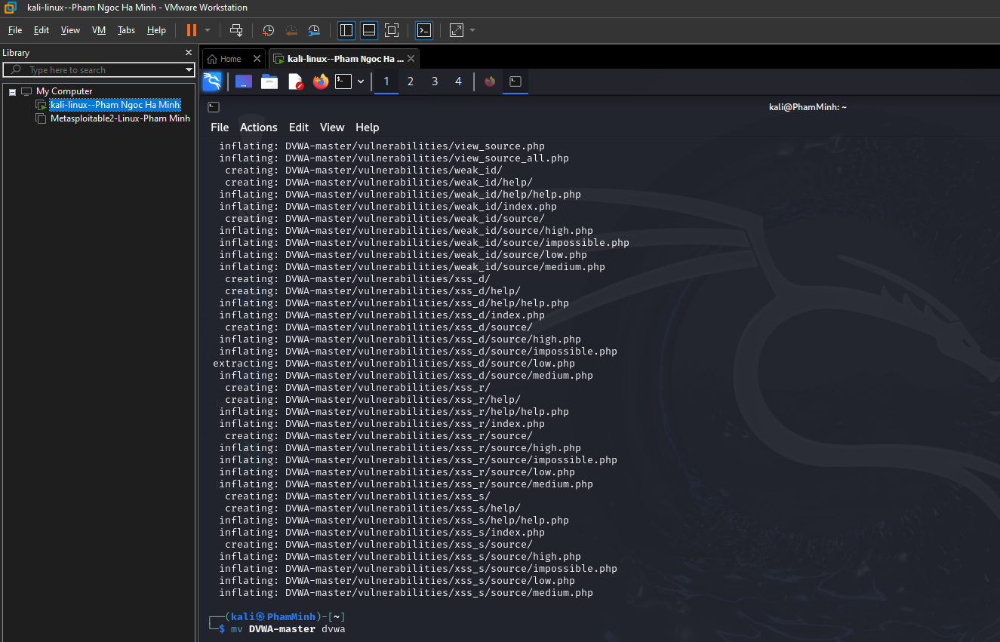 kali-linux--Pham Ngoc Ha Minh - VMware Workstation
File Edit View VM Tabs Help
Library
Type here to search
My Computer
kali-linux--Pham Ngoc Ha Minh
Metasploitable2-Linux-Pham Minh
Home kali-linux--Pham Ngoc Ha ...
1 2 3 4
kali@PhamMinh: ~
File Actions Edit View Help
inflating: DVWA-master/vulnerabilities/view_source.php
inflating: DVWA-master/vulnerabilities/view_source_all.php
creating: DVWA-master/vulnerabilities/weak_id/
creating: DVWA-master/vulnerabilities/weak_id/help/
inflating: DVWA-master/vulnerabilities/weak_id/help/help.php
inflating: DVWA-master/vulnerabilities/weak_id/index.php
creating: DVWA-master/vulnerabilities/weak_id/source/
inflating: DVWA-master/vulnerabilities/weak_id/source/high.php
inflating: DVWA-master/vulnerabilities/weak_id/source/impossible.php
inflating: DVWA-master/vulnerabilities/weak_id/source/low.php
inflating: DVWA-master/vulnerabilities/weak_id/source/medium.php
creating: DVWA-master/vulnerabilities/xss_d/
creating: DVWA-master/vulnerabilities/xss_d/help/
inflating: DVWA-master/vulnerabilities/xss_d/help/help.php
inflating: DVWA-master/vulnerabilities/xss_d/index.php
creating: DVWA-master/vulnerabilities/xss_d/source/
inflating: DVWA-master/vulnerabilities/xss_d/source/high.php
inflating: DVWA-master/vulnerabilities/xss_d/source/impossible.php
extracting: DVWA-master/vulnerabilities/xss_d/source/low.php
inflating: DVWA-master/vulnerabilities/xss_d/source/medium.php
creating: DVWA-master/vulnerabilities/xss_r/
creating: DVWA-master/vulnerabilities/xss_r/help/
inflating: DVWA-master/vulnerabilities/xss_r/help/help.php
inflating: DVWA-master/vulnerabilities/xss_r/index.php
creating: DVWA-master/vulnerabilities/xss_r/source/
inflating: DVWA-master/vulnerabilities/xss_r/source/high.php
inflating: DVWA-master/vulnerabilities/xss_r/source/impossible.php
inflating: DVWA-master/vulnerabilities/xss_r/source/low.php
inflating: DVWA-master/vulnerabilities/xss_r/source/medium.php
creating: DVWA-master/vulnerabilities/xss_s/
creating: DVWA-master/vulnerabilities/xss_s/help/
inflating: DVWA-master/vulnerabilities/xss_s/help/help.php
inflating: DVWA-master/vulnerabilities/xss_s/index.php
creating: DVWA-master/vulnerabilities/xss_s/source/
inflating: DVWA-master/vulnerabilities/xss_s/source/high.php
inflating: DVWA-master/vulnerabilities/xss_s/source/impossible.php
inflating: DVWA-master/vulnerabilities/xss_s/source/low.php
inflating: DVWA-master/vulnerabilities/xss_s/source/medium.php
┌──(kali㉿PhamMinh)-[~]
└─$ mv DVWA-master dvwa